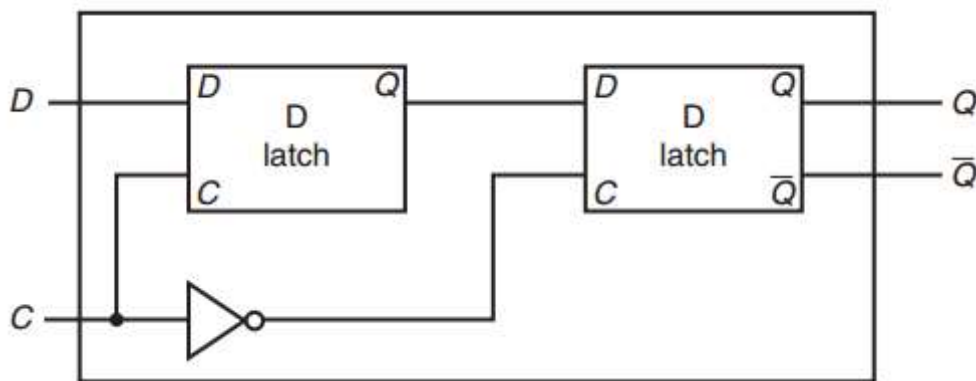 D D Q D Q Q
D
latch
D
latch
C C Q̅ Q̅
C